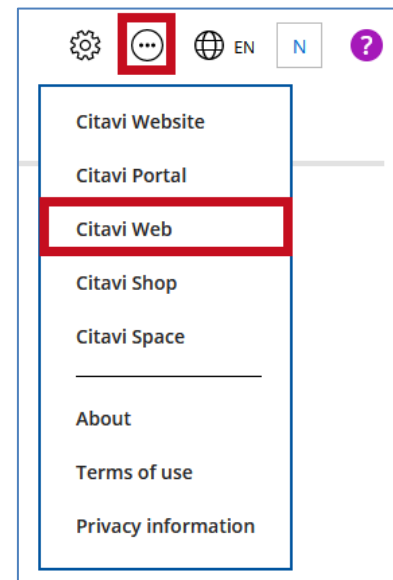 EN
N
?
Citavi Website
Citavi Portal
Citavi Web
Citavi Shop
Citavi Space
About
Terms of use
Privacy information